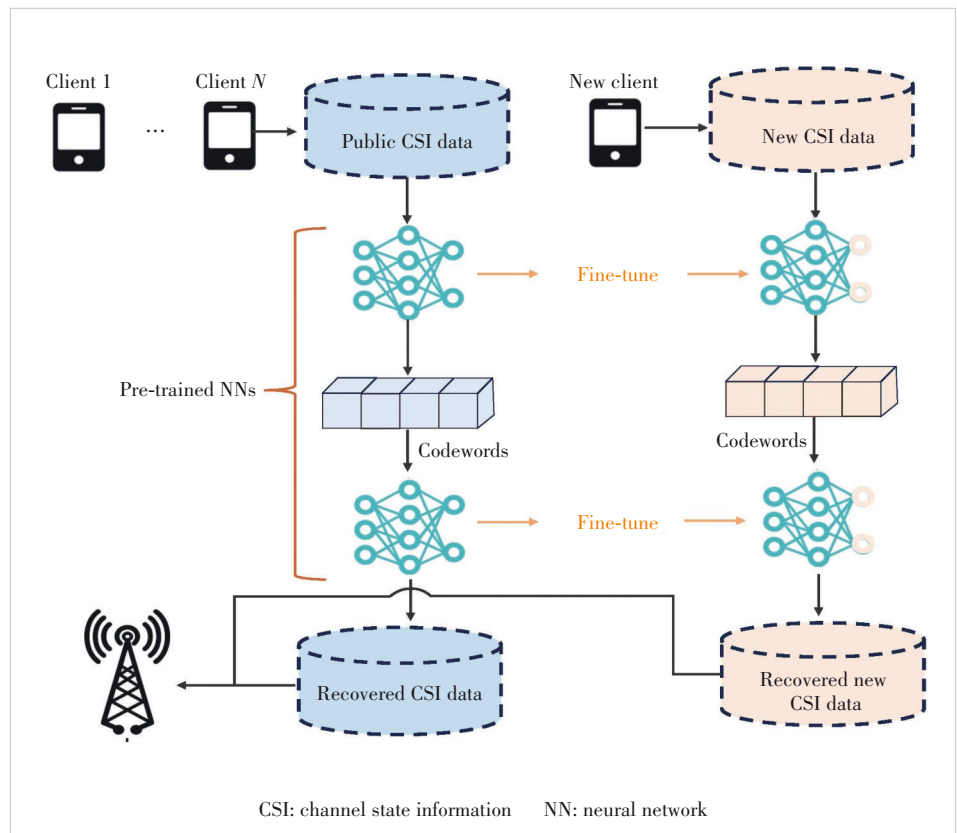 Client 1
Client N
New client
...
Public CSI data
New CSI data
Fine-tune
Pre-trained NNs
Codewords
Codewords
Fine-tune
Recovered CSI data
Recovered new
CSI data
CSI: channel state information NN: neural network